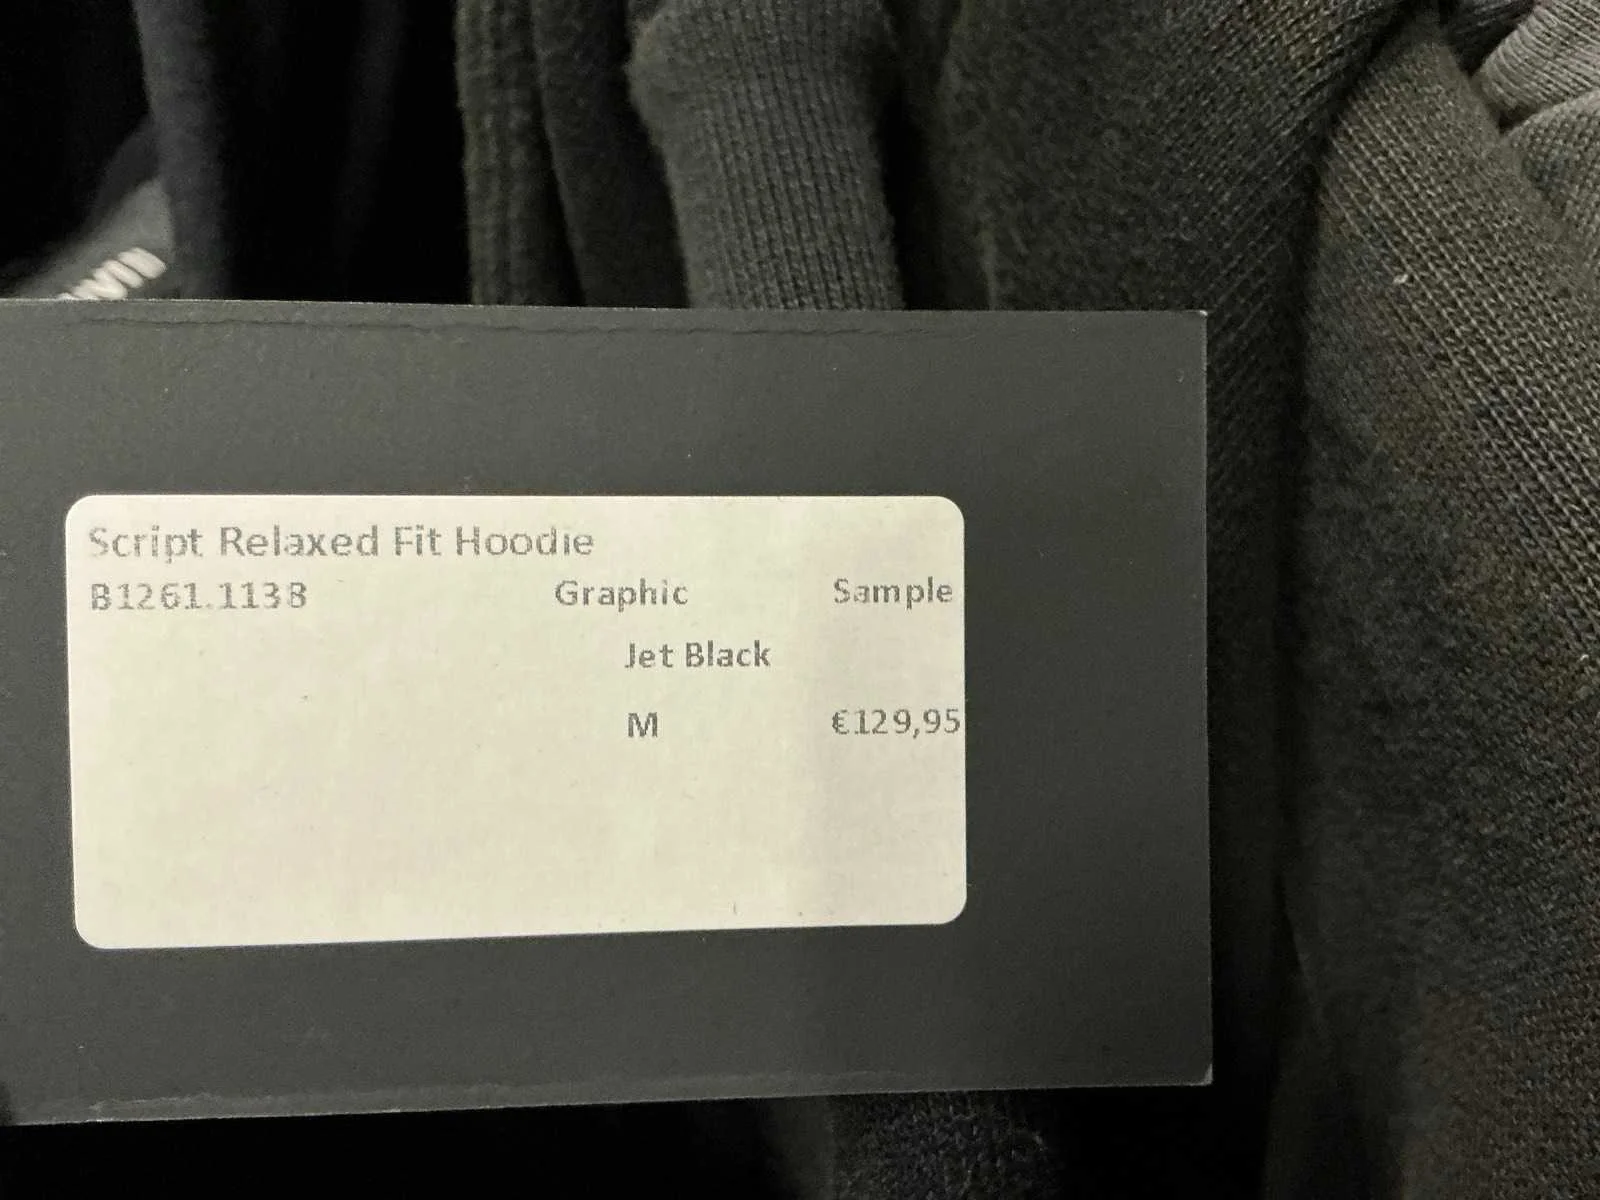 Script Relaxed Fit Hoodie
B1261.1138 Graphic Sample
Jet Black
M €129,95